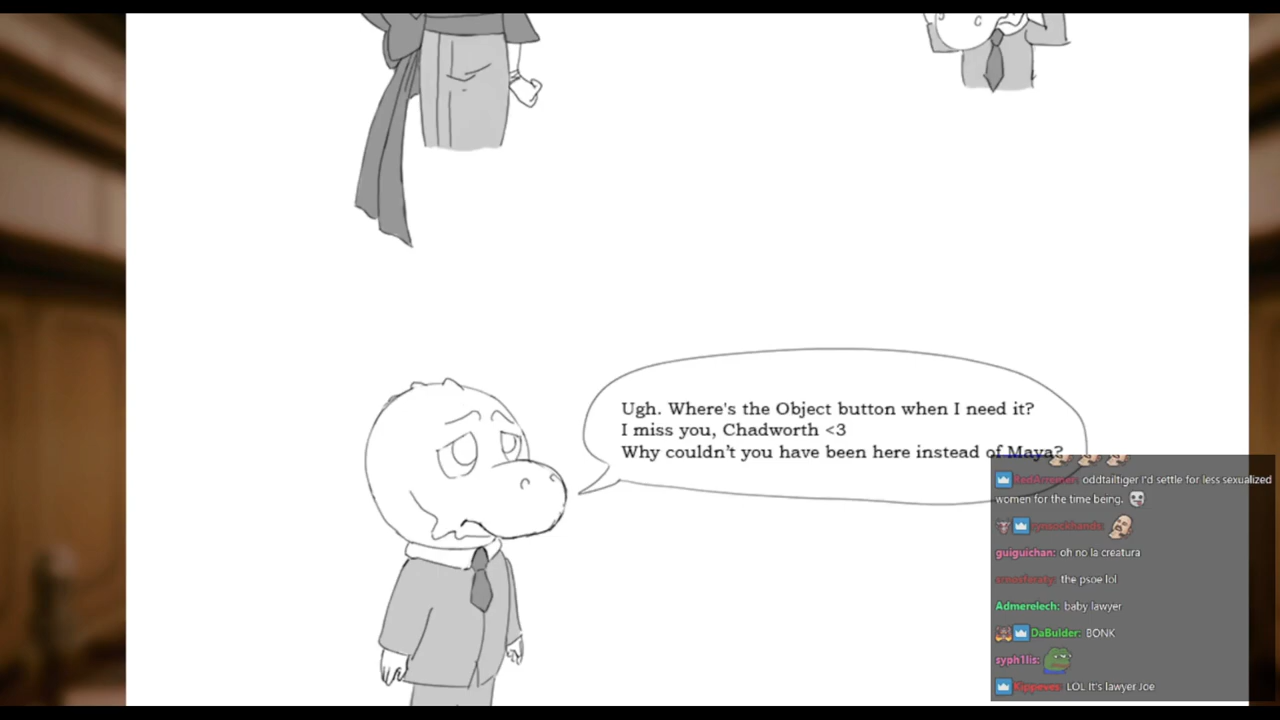 Ugh. Where's the Object button when I need it?
I miss you, Chadworth <3
Why couldn't you have been here instead of Maya?
oddtailtiger I'd settle for less sexualized
women for the time being.
guiguichan: oh no la creatura
the psoe lol
Admerelech: baby lawyer
DaBulder: BONK
syph1lis:
Kippeves: LOL It's lawyer Joe